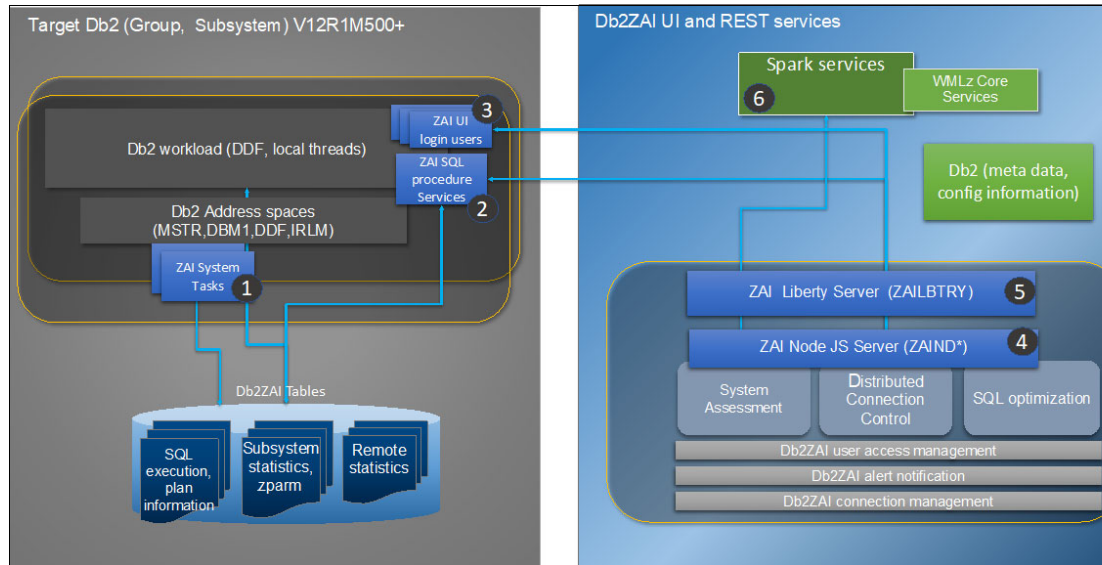 Target Db2 (Group, Subsystem) V12R1M500+
3
ZAI UI
login users
Db2 workload (DDF, local threads)
ZAI SQL
procedure
Services
2
Db2 Address spaces
(MSTR,DBM1,DDF,IRLM)
ZAI System
Tasks
1
Db2ZAI Tables
SQL
execution,
plan
information
Subsystem
statistics,
zparm
Remote
statistics
Db2ZAI UI and REST services
Spark services
6
WMLz Core
Services
Db2 (meta data,
config information)
ZAI Liberty Server (ZAILBTRY)
5
ZAI Node JS Server (ZAIND*)
4
System
Assessment
Distributed
Connection
Control
SQL optimization
Db2ZAI user access management
Db2ZAI alert notification
Db2ZAI connection management